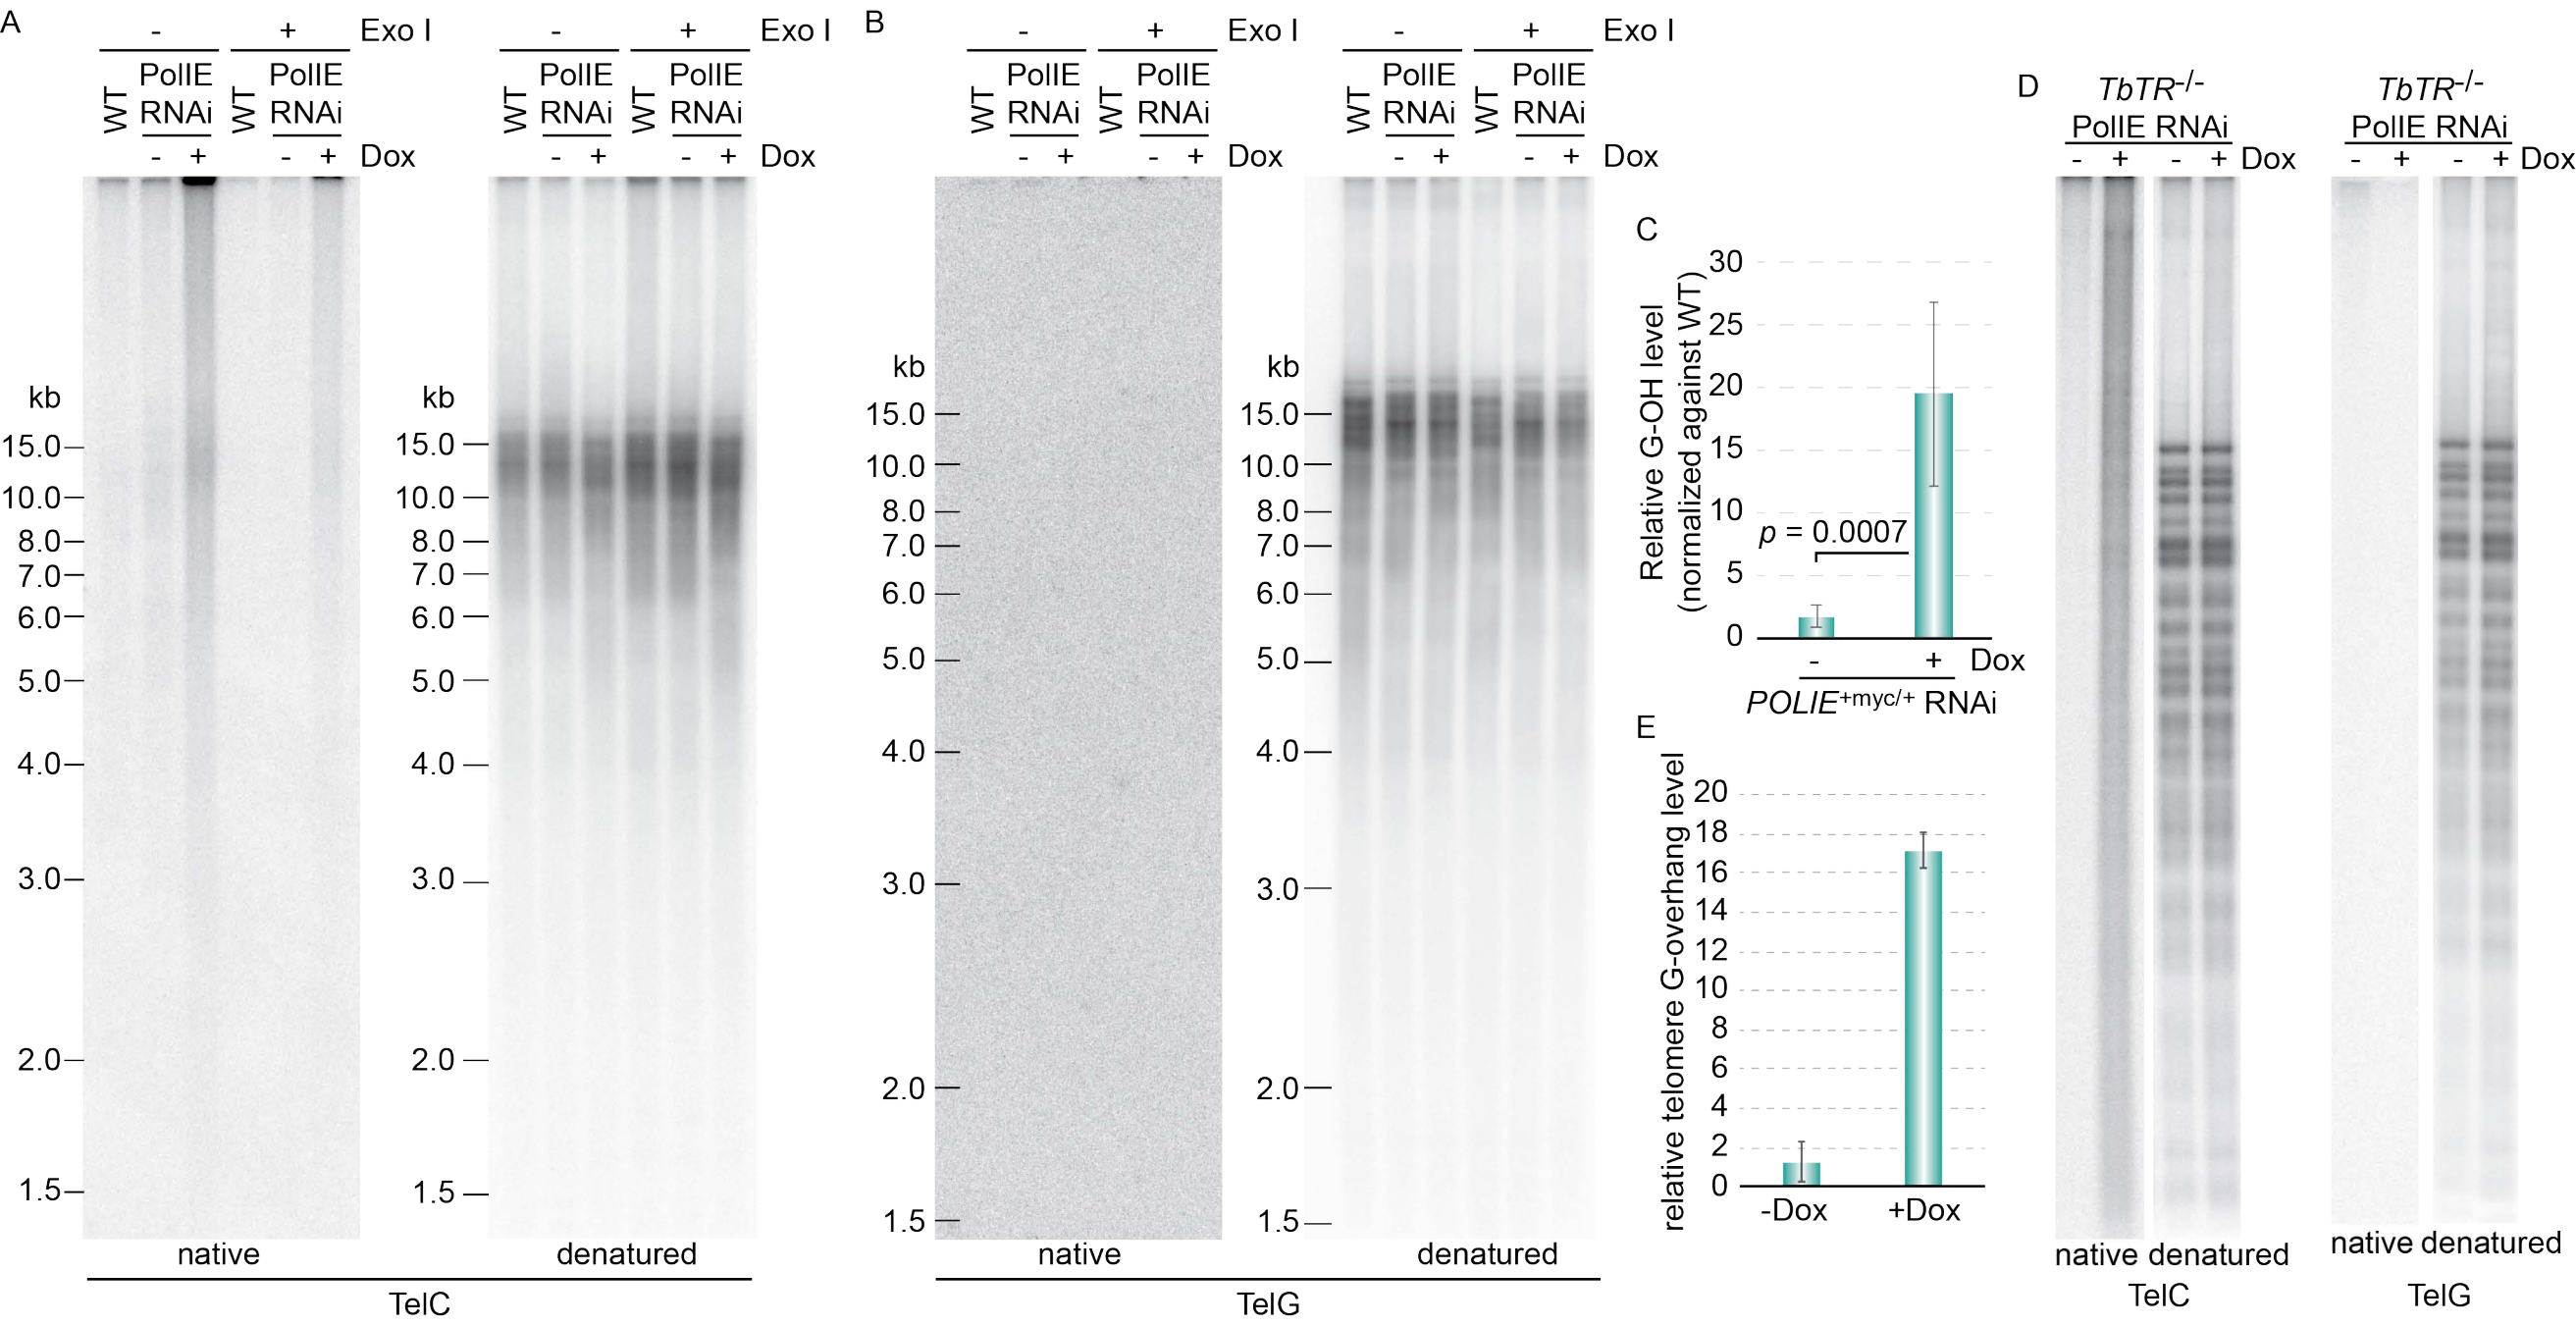 A
- + Exo I
WT PolIE RNAi WT PolIE RNAi
- + - + Dox
- + Exo I
WT PolIE RNAi WT PolIE RNAi
- + - + Dox
kb
15.0
10.0
8.0
7.0
6.0
5.0
4.0
3.0
2.0
1.5
kb
15.0
10.0
8.0
7.0
6.0
5.0
4.0
3.0
2.0
1.5
native
denatured
TelC
B
- + Exo I
WT PolIE RNAi WT PolIE RNAi
- + - + Dox
- + Exo I
WT PolIE RNAi WT PolIE RNAi
- + - + Dox
kb
15.0
10.0
8.0
7.0
6.0
5.0
4.0
3.0
2.0
1.5
kb
15.0
10.0
8.0
7.0
6.0
5.0
4.0
3.0
2.0
1.5
native
denatured
TelG
C
Relative G-OH level
(normalized against WT)
30
25
20
15
10
5
0
p = 0.0007
- + Dox
POLIE+myc/+ RNAi
D
TbTR-/-
PolIE RNAi
- + - + Dox
TbTR-/-
PolIE RNAi
- + - + Dox
native denatured
TelC
native denatured
TelG
E
relative telomere G-overhang level
20
18
16
14
12
10
8
6
4
2
0
-Dox +Dox